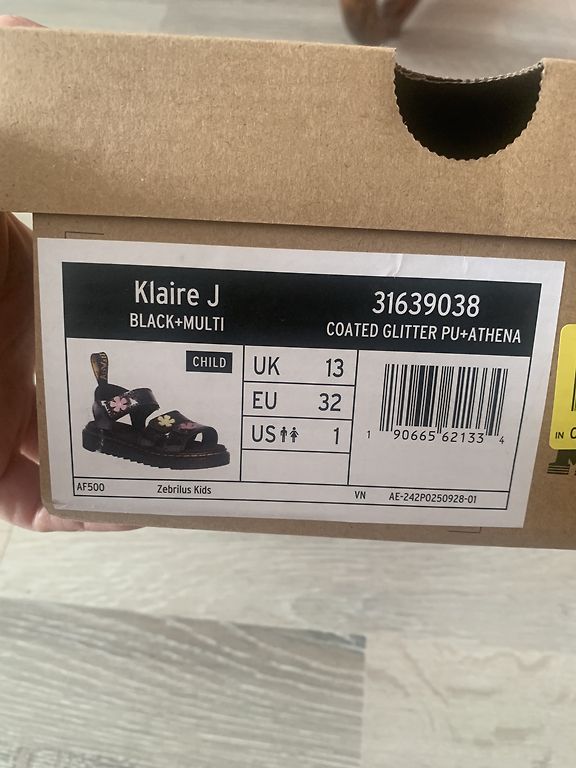 Klaire J
BLACK+MULTI
31639038
COATED GLITTER PU+ATHENA
CHILD
UK 13
EU 32
US 1
1 90665 62133 4
AF500
Zebrilus Kids
VN
AE-242P0250928-01
IN